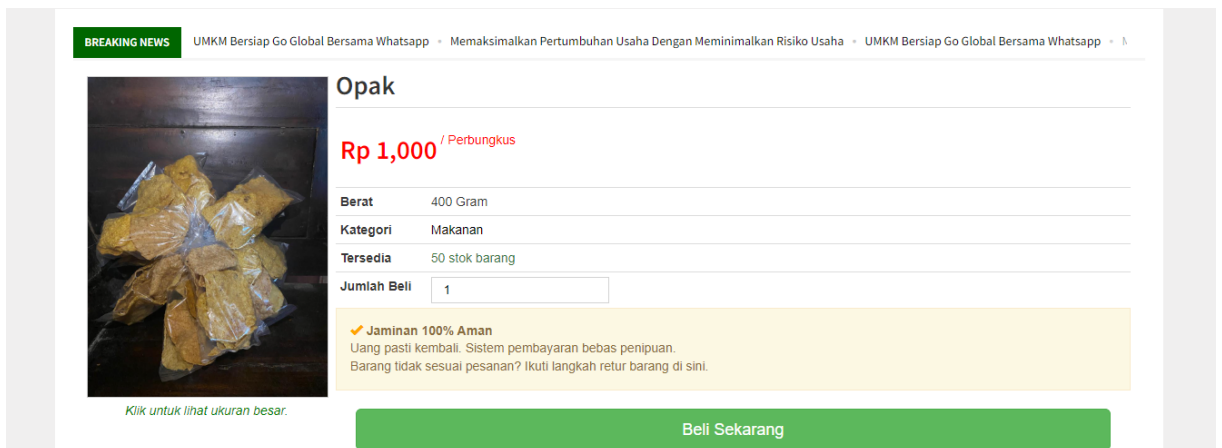 BREAKING NEWS UMKM Bersiap Go Global Bersama Whatsapp • Memaksimalkan Pertumbuhan Usaha Dengan Meminimalkan Risiko Usaha • UMKM Bersiap Go Global Bersama Whatsapp •
Opak
Rp 1,000 / Perbungkus
Berat 400 Gram
Kategori Makanan
Tersedia 50 stok barang
Jumlah Beli 1
Jaminan 100% Aman
Uang pasti kembali. Sistem pembayaran bebas penipuan.
Barang tidak sesuai pesanan? Ikuti langkah retur barang di sini.
Klik untuk lihat ukuran besar.
Beli Sekarang